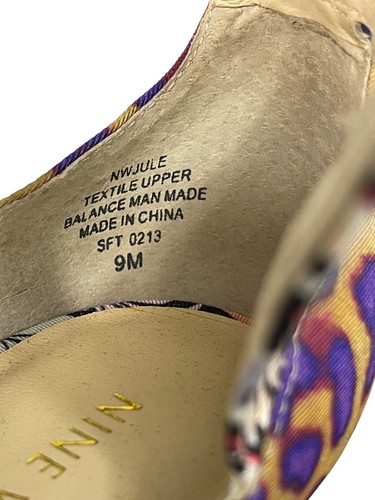 NWJULE
TEXTILE UPPER
BALANCE MAN MADE
MADE IN CHINA
SFT 0213
9M
NINE